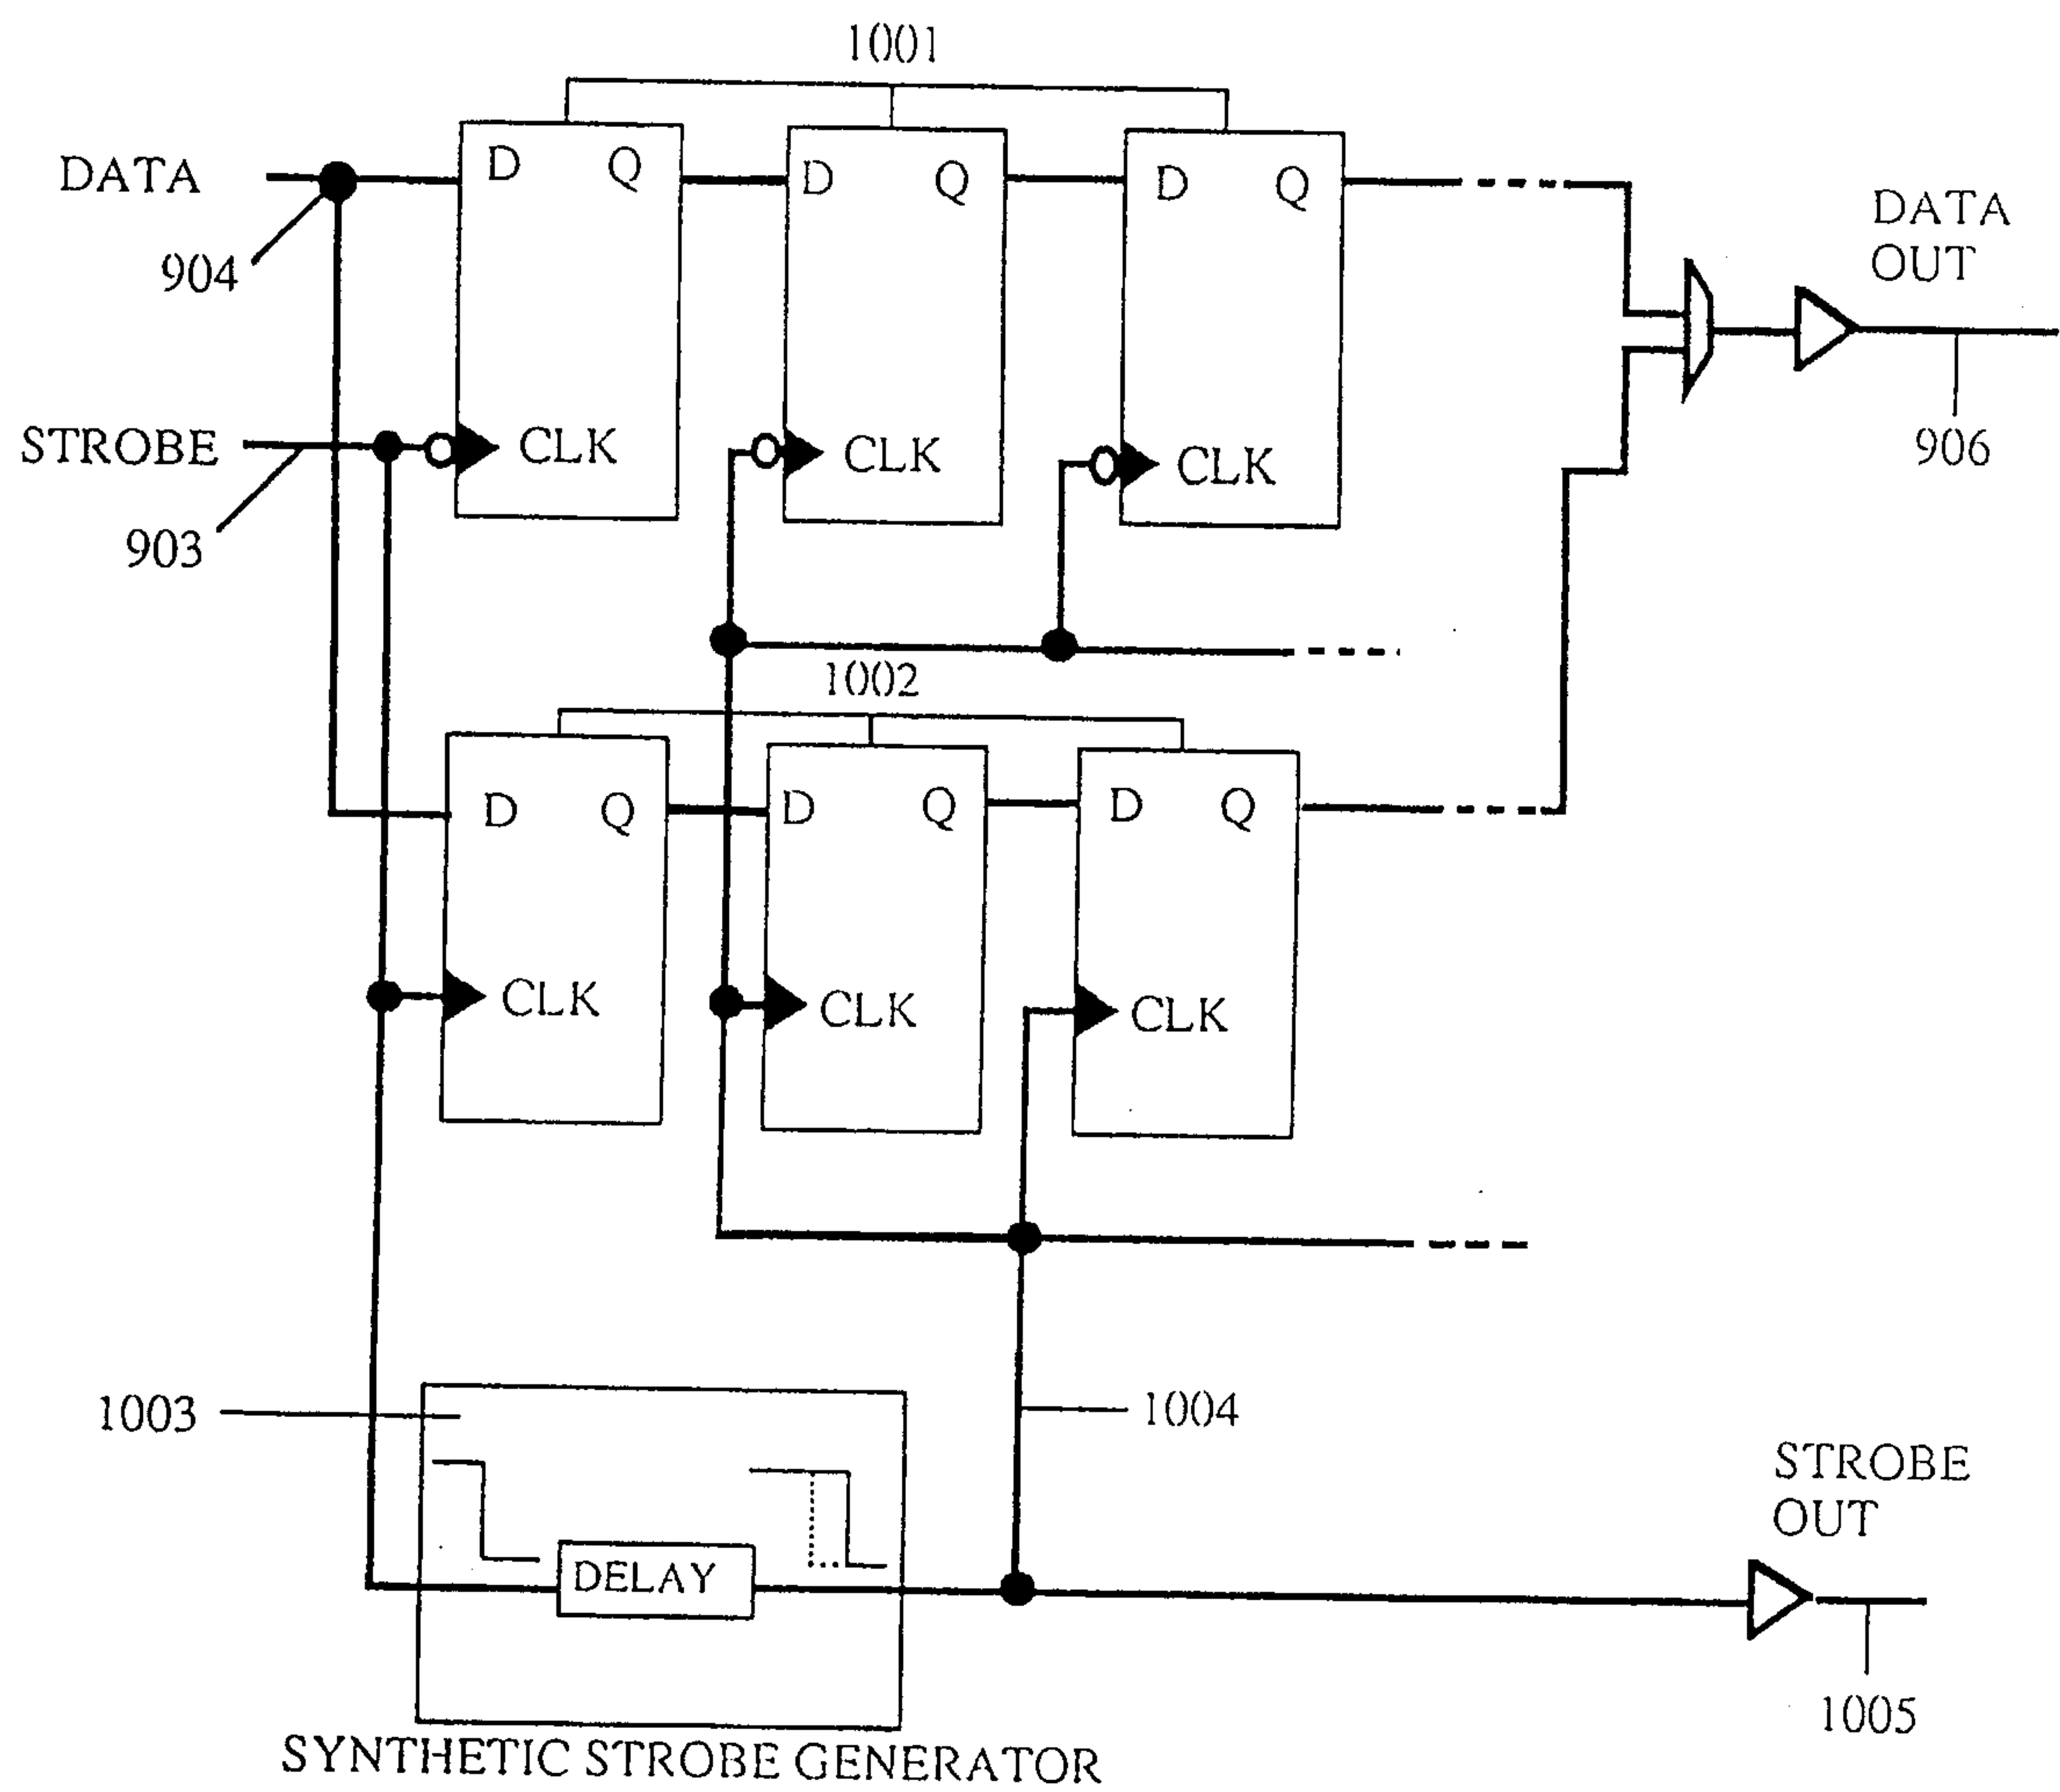 1001
DATA
D Q
D Q
D Q
DATA
OUT
904
STROBE
CLK
CLK
CLK
906
903
1002
D Q
D Q
D Q
CLK
CLK
CLK
1003
1004
STROBE
OUT
DELAY
1005
SYNTHETIC STROBE GENERATOR